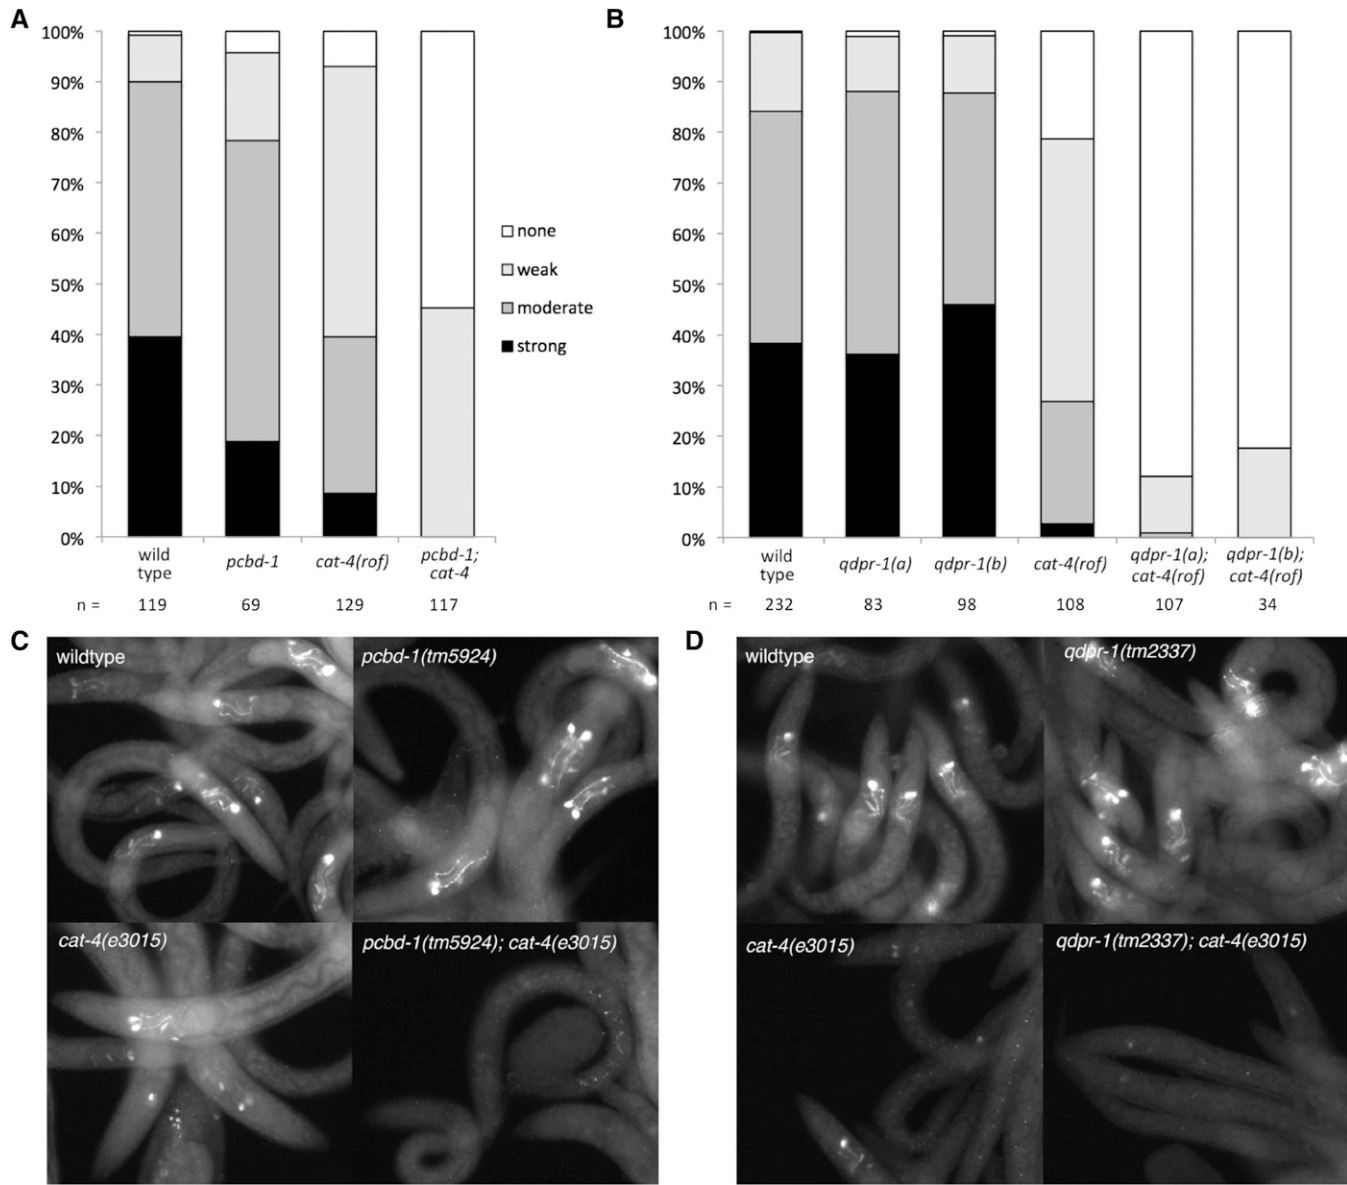 A
100%
90%
80%
70%
60%
50%
40%
30%
20%
10%
0%
wild type
pcbd-1
cat-4(rof)
pcbd-1; cat-4
n =
119
69
129
117
none
weak
moderate
strong
B
100%
90%
80%
70%
60%
50%
40%
30%
20%
10%
0%
wild type
qdpr-1(a)
qdpr-1(b)
cat-4(rof)
qdpr-1(a); cat-4(rof)
qdpr-1(b); cat-4(rof)
n =
232
83
98
108
107
34
C
wildtype
pcbd-1(tm5924)
cat-4(e3015)
pcbd-1(tm5924); cat-4(e3015)
D
wildtype
qdpr-1(tm2337)
cat-4(e3015)
qdpr-1(tm2337); cat-4(e3015)